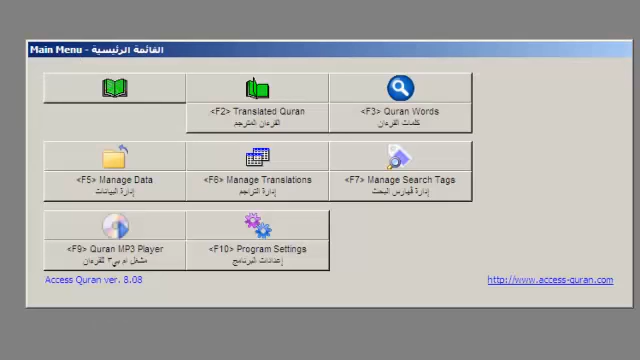 Main Menu - القائمة الرئيسية
<F2> Translated Quran
القرءان المترجم
<F3> Quran Words
كلمات القرءان
<F5> Manage Data
إدارة البيانات
<F6> Manage Translations
إدارة التراجم
<F7> Manage Search Tags
إدارة فهارس البحث
<F9> Quran MP3 Player
مشغل ام بي٣ للقرءان
<F10> Program Settings
إعدادات البرنامج
Access Quran ver. 8.08
http://www.access-quran.com